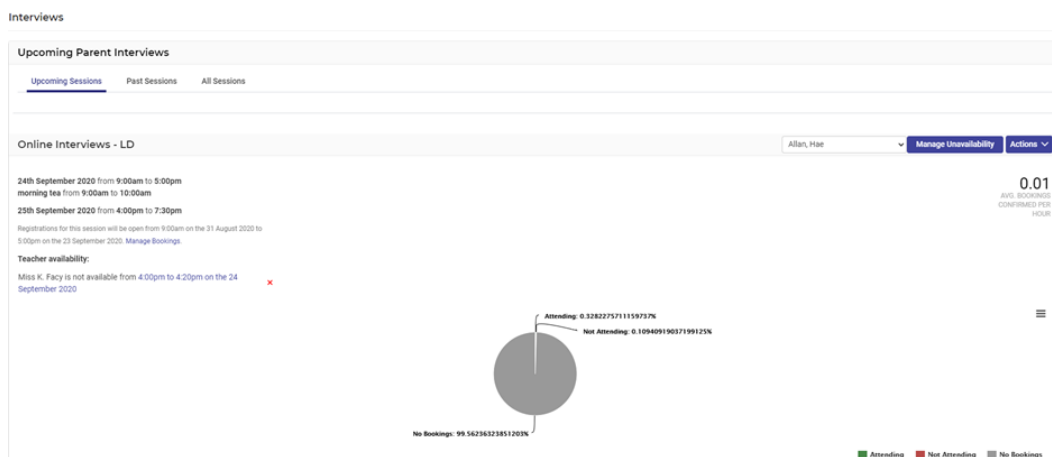 Interviews
Upcoming Parent Interviews
Upcoming Sessions Past Sessions All Sessions
Online Interviews - LD
Allan, Hae Manage Unavailability Actions
24th September 2020 from 9:00am to 5:00pm
morning tea from 9:00am to 10:00am
25th September 2020 from 4:00pm to 7:30pm
Registrations for this session will be open from 9:00am on the 31 August 2020 to
5:00pm on the 23 September 2020. Manage Bookings.
Teacher availability:
Miss K. Facy is not available from 4:00pm to 4:20pm on the 24
September 2020
0.01
AVG. BOOKINGS
CONFIRMED PER
HOUR
Attending: 0.3282275711159737%
Not Attending: 0.10940919037199125%
No Bookings: 99.56236323851203%
Attending Not Attending No Bookings